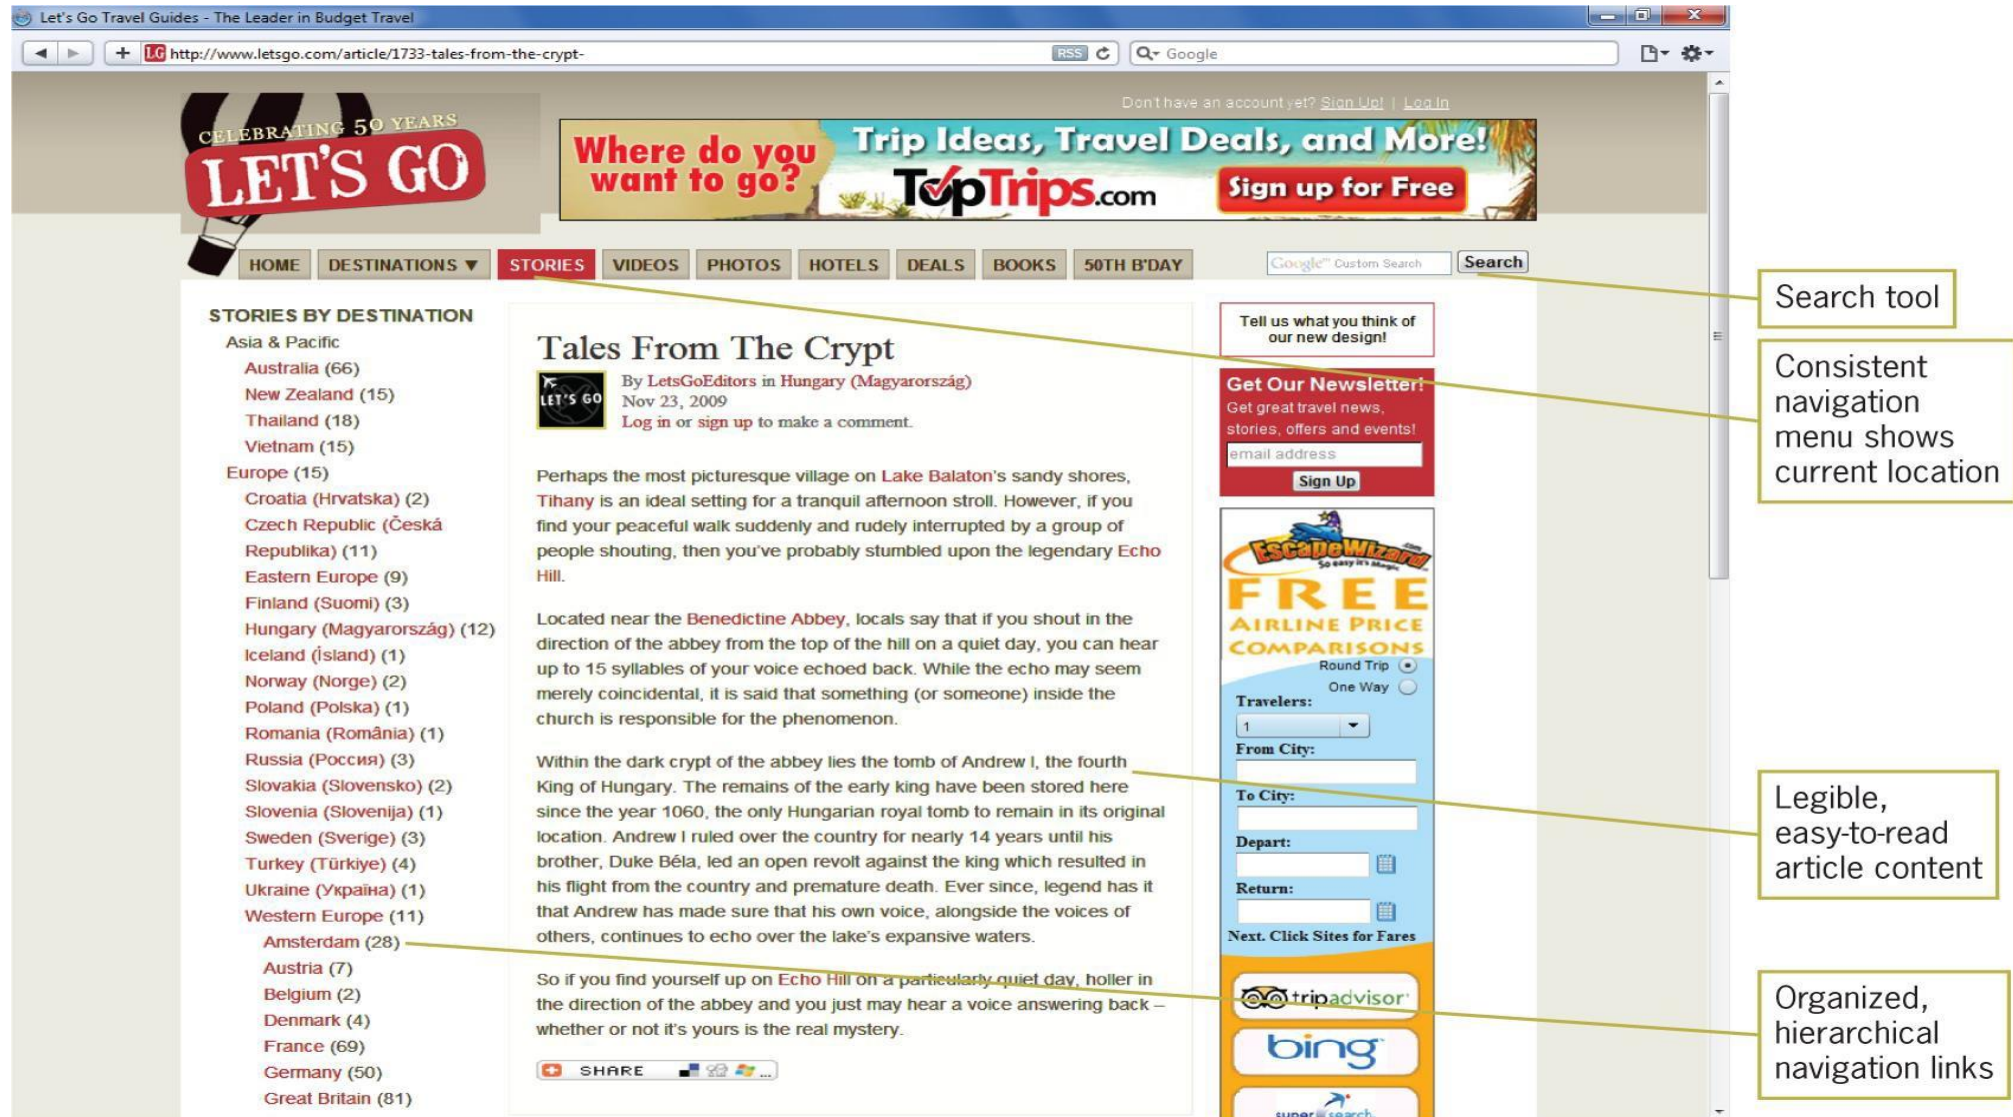 Let's Go Travel Guides - The Leader in Budget Travel
LG http://www.letsgo.com/article/1733-tales-from-the-crypt-
RSS
Google
Don't have an account yet? Sign Up! | Log In
CELEBRATING 50 YEARS
LET'S GO
Where do you
want to go?
Trip Ideas, Travel Deals, and More!
TopTrips.com
Sign up for Free
HOME DESTINATIONS ▼ STORIES VIDEOS PHOTOS HOTELS DEALS BOOKS 50TH B'DAY
Google™ Custom Search
Search
STORIES BY DESTINATION
Asia & Pacific
Australia (66)
New Zealand (15)
Thailand (18)
Vietnam (15)
Europe (15)
Croatia (Hrvatska) (2)
Czech Republic (Česká
Republika) (11)
Eastern Europe (9)
Finland (Suomi) (3)
Hungary (Magyarország) (12)
Iceland (Ísland) (1)
Norway (Norge) (2)
Poland (Polska) (1)
Romania (România) (1)
Russia (Россия) (3)
Slovakia (Slovensko) (2)
Slovenia (Slovenija) (1)
Sweden (Sverige) (3)
Turkey (Türkiye) (4)
Ukraine (Україна) (1)
Western Europe (11)
Amsterdam (28)
Austria (7)
Belgium (2)
Denmark (4)
France (69)
Germany (50)
Great Britain (81)
Tales From The Crypt
LET'S GO
By LetsGoEditors in Hungary (Magyarország)
Nov 23, 2009
Log in or sign up to make a comment.
Perhaps the most picturesque village on Lake Balaton's sandy shores,
Tihany is an ideal setting for a tranquil afternoon stroll. However, if you
find your peaceful walk suddenly and rudely interrupted by a group of
people shouting, then you've probably stumbled upon the legendary Echo
Hill.
Located near the Benedictine Abbey, locals say that if you shout in the
direction of the abbey from the top of the hill on a quiet day, you can hear
up to 15 syllables of your voice echoed back. While the echo may seem
merely coincidental, it is said that something (or someone) inside the
church is responsible for the phenomenon.
Within the dark crypt of the abbey lies the tomb of Andrew I, the fourth
King of Hungary. The remains of the early king have been stored here
since the year 1060, the only Hungarian royal tomb to remain in its original
location. Andrew I ruled over the country for nearly 14 years until his
brother, Duke Béla, led an open revolt against the king which resulted in
his flight from the country and premature death. Ever since, legend has it
that Andrew has made sure that his own voice, alongside the voices of
others, continues to echo over the lake's expansive waters.
So if you find yourself up on Echo Hill on a particularly quiet day, holler in
the direction of the abbey and you just may hear a voice answering back –
whether or not it's yours is the real mystery.
SHARE ...
Tell us what you think of
our new design!
Get Our Newsletter!
Get great travel news,
stories, offers and events!
email address
Sign Up
EscapeWizard.com
So easy it's Magic
FREE
AIRLINE PRICE
COMPARISONS
Round Trip
One Way
Travelers:
1
From City:
To City:
Depart:
Return:
Next. Click Sites for Fares
tripadvisor
bing
super search
Search tool
Consistent
navigation
menu shows
current location
Legible,
easy-to-read
article content
Organized,
hierarchical
navigation links